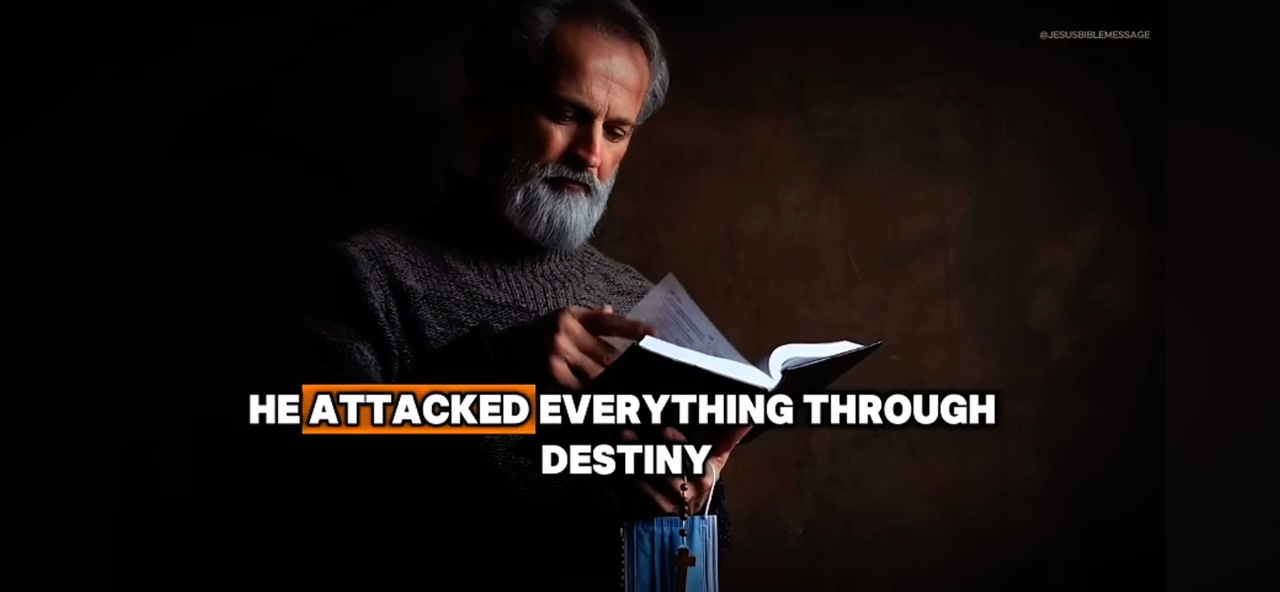 @JESUSBIBLEMESSAGE
HE ATTACKED EVERYTHING THROUGH
DESTINY